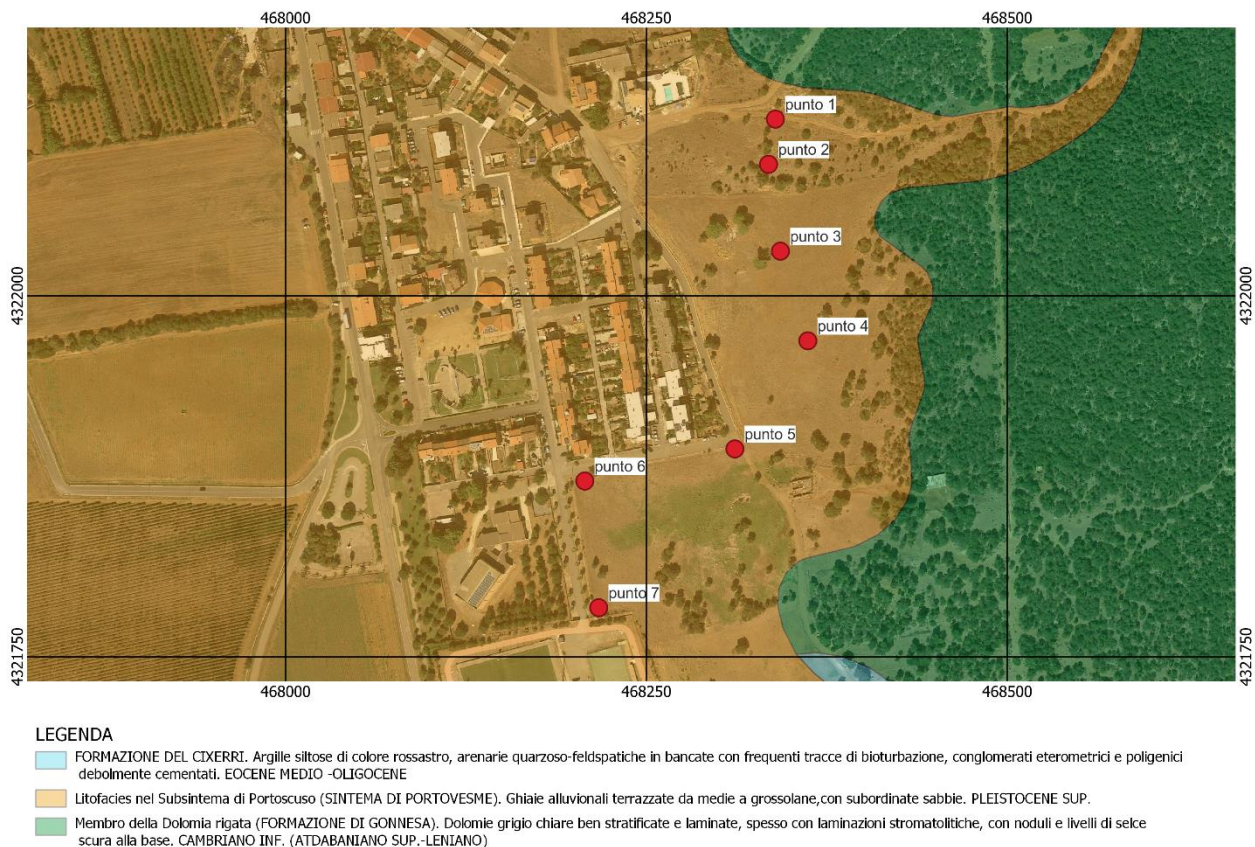 468000
468250
468500
punto 1
punto 2
punto 3
4322000
4322000
punto 4
punto 5
punto 6
punto 7
4321750
4321750
468000
468250
468500
LEGENDA
FORMAZIONE DEL CIXERRI. Argille siltose di colore rossastro, arenarie quarzoso-feldspatiche in bancate con frequenti tracce di bioturbazione, conglomerati eterometrici e poligenici
debolmente cementati. EOCENE MEDIO -OLIGOCENE
Litofacies nel Subsintema di Portoscuso (SINTEMA DI PORTOVESME). Ghiaie alluvionali terrazzate da medie a grossolane,con subordinate sabbie. PLEISTOCENE SUP.
Membro della Dolomia rigata (FORMAZIONE DI GONNESA). Dolomie grigio chiare ben stratificate e laminate, spesso con laminazioni stromatolitiche, con noduli e livelli di selce
scura alla base. CAMBRIANO INF. (ATDABANIANO SUP.-LENIANO)